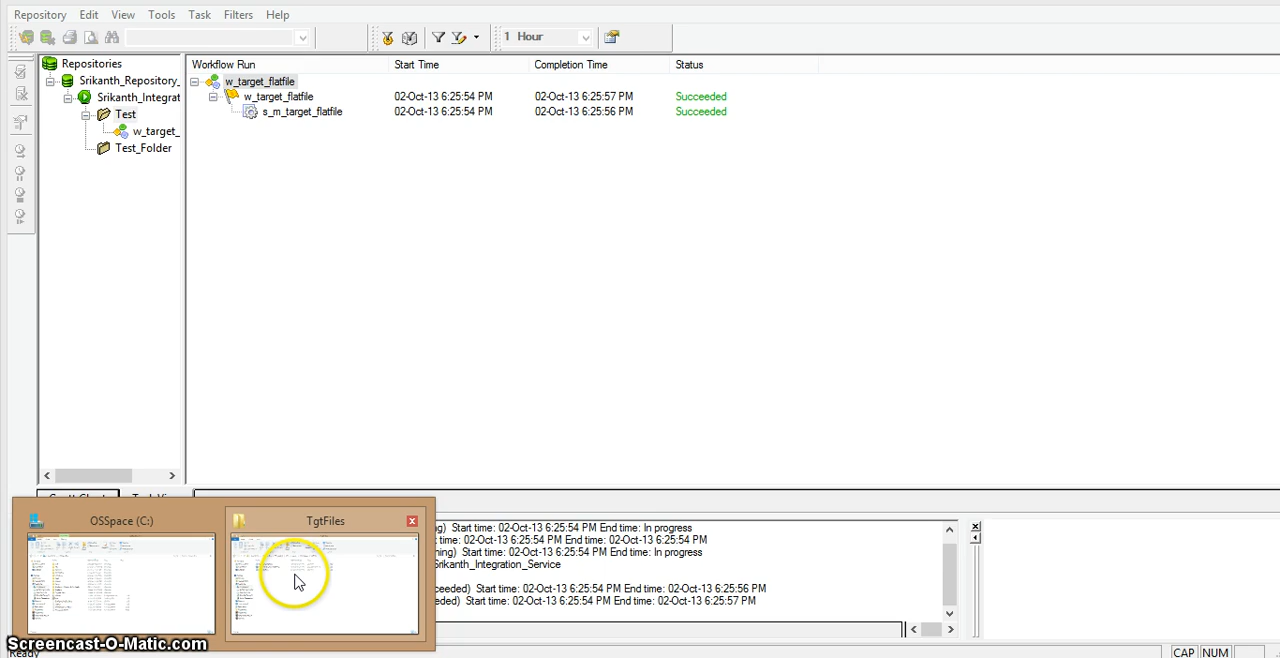 Repository Edit View Tools Task Filters Help
1 Hour
Repositories
Srikanth_Repository_
Srikanth_Integrat
Test
w_target_
Test_Folder
Workflow Run Start Time Completion Time Status
w_target_flatfile
w_target_flatfile 02-Oct-13 6:25:54 PM 02-Oct-13 6:25:57 PM Succeeded
s_m_target_flatfile 02-Oct-13 6:25:54 PM 02-Oct-13 6:25:56 PM Succeeded
OSSpace (C:)
TgtFiles
Start time: 02-Oct-13 6:25:54 PM End time: In progress
time: 02-Oct-13 6:25:54 PM End time: 02-Oct-13 6:25:54 PM
Start time: 02-Oct-13 6:25:54 PM End time: In progress
Srikanth_Integration_Service
Start time: 02-Oct-13 6:25:54 PM End time: 02-Oct-13 6:25:56 PM
Start time: 02-Oct-13 6:25:54 PM End time: 02-Oct-13 6:25:57 PM
Screencast-O-Matic.com
Ready
CAP NUM